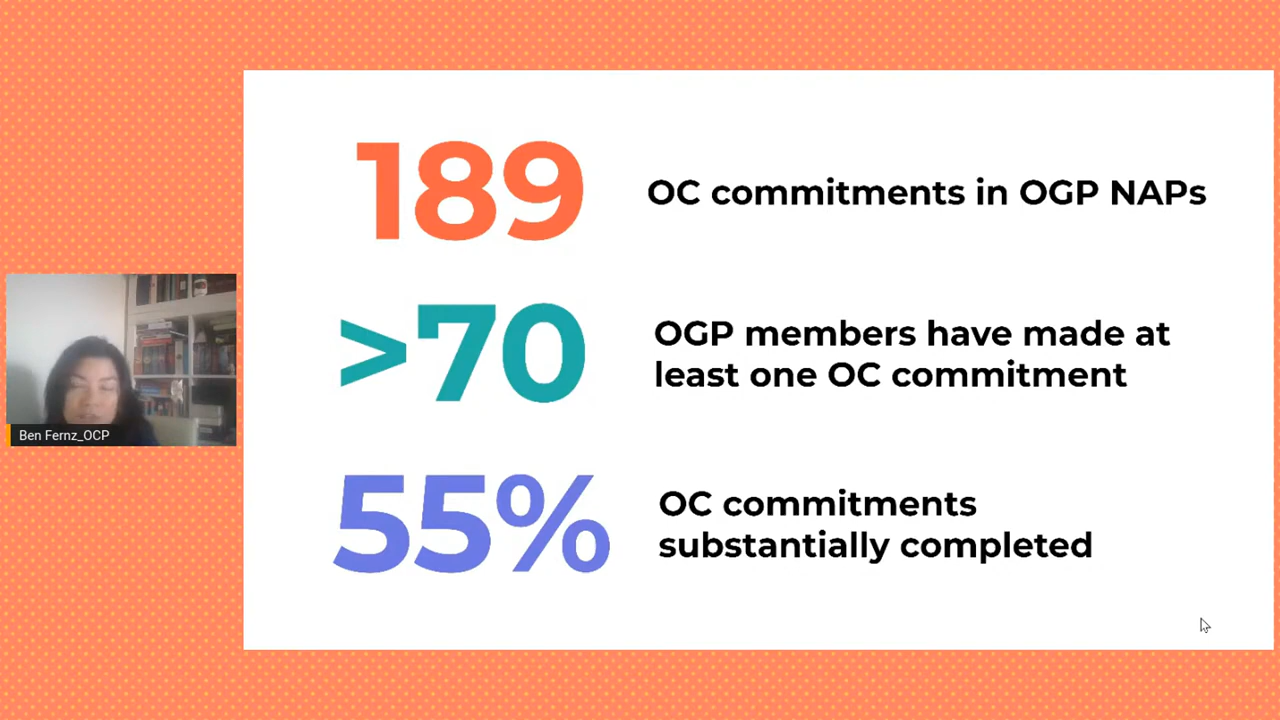 189
OC commitments in OGP NAPs
>70
OGP members have made at
least one OC commitment
55%
OC commitments
substantially completed
Ben Fernz_OCP